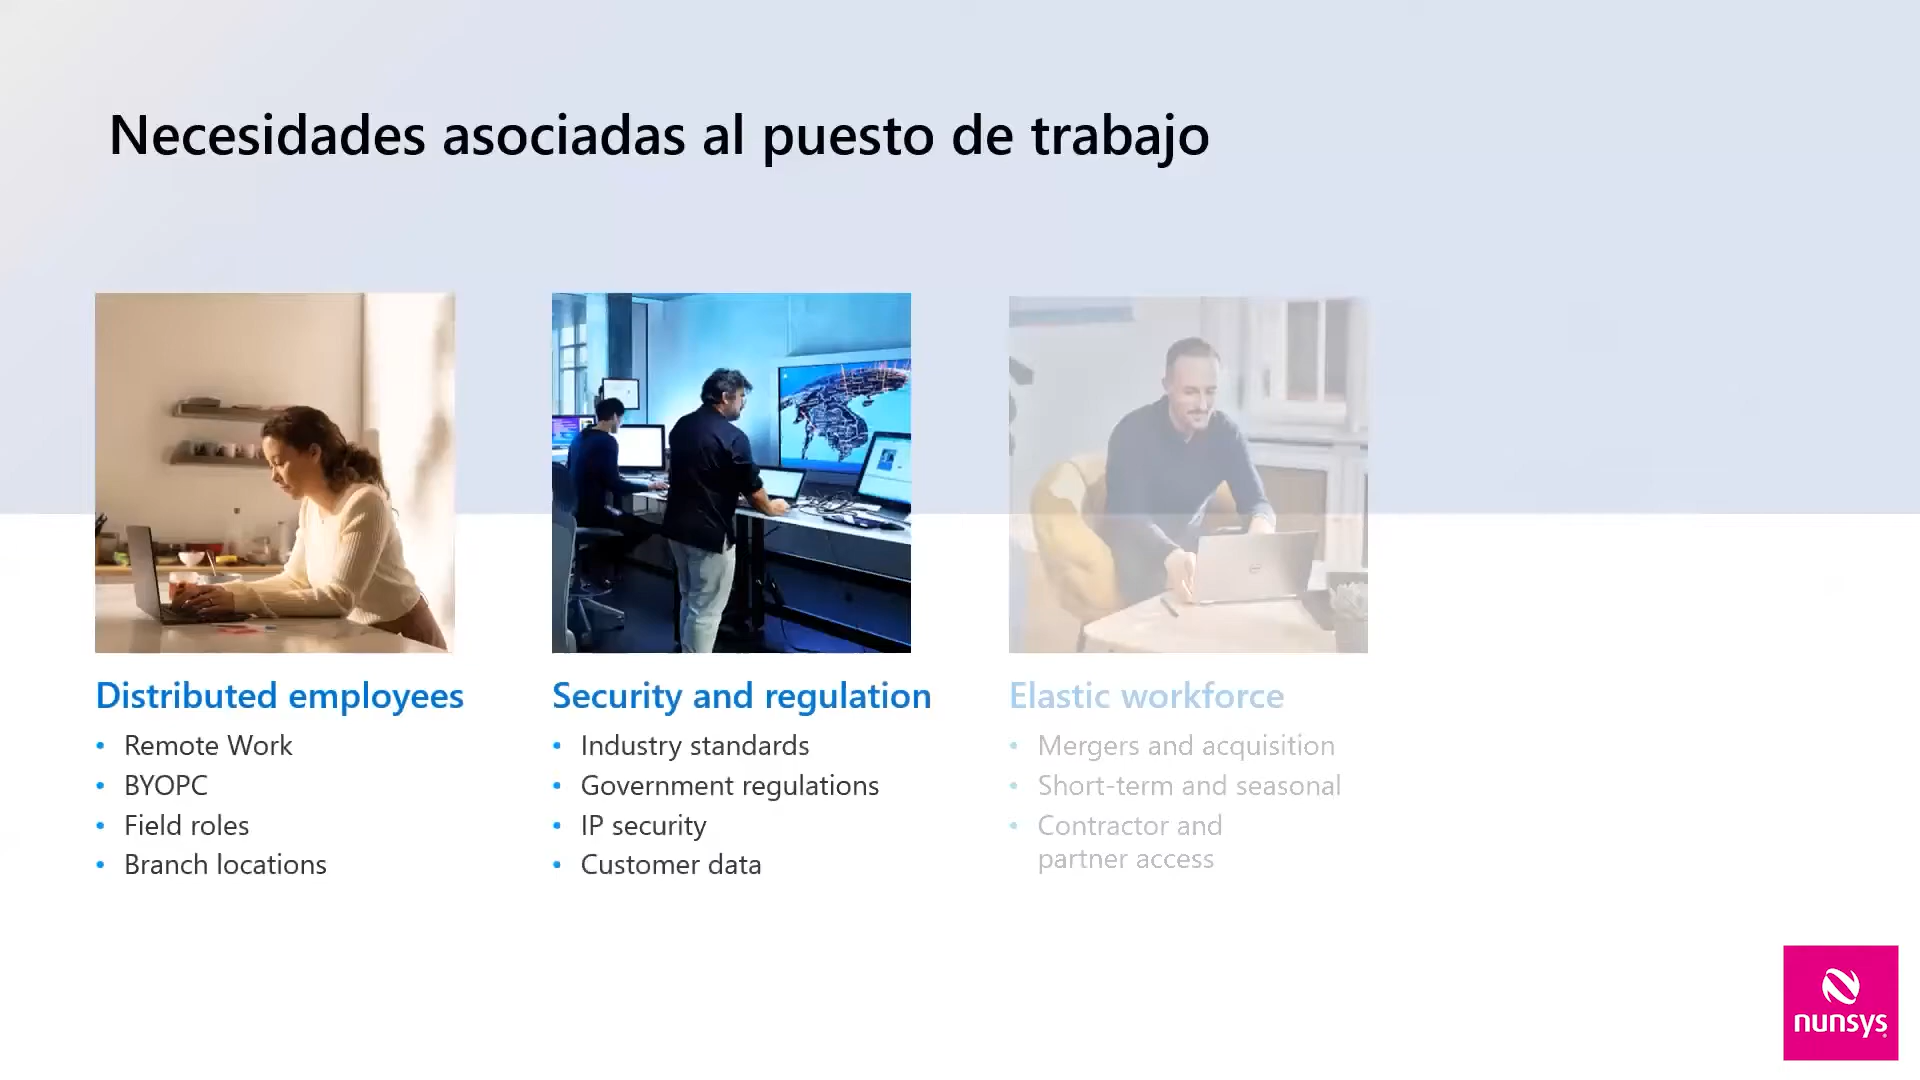 Necesidades asociadas al puesto de trabajo
Distributed employees
• Remote Work
• BYOPC
• Field roles
• Branch locations
Security and regulation
• Industry standards
• Government regulations
• IP security
• Customer data
Elastic workforce
• Mergers and acquisition
• Short-term and seasonal
• Contractor and
partner access
nunsys